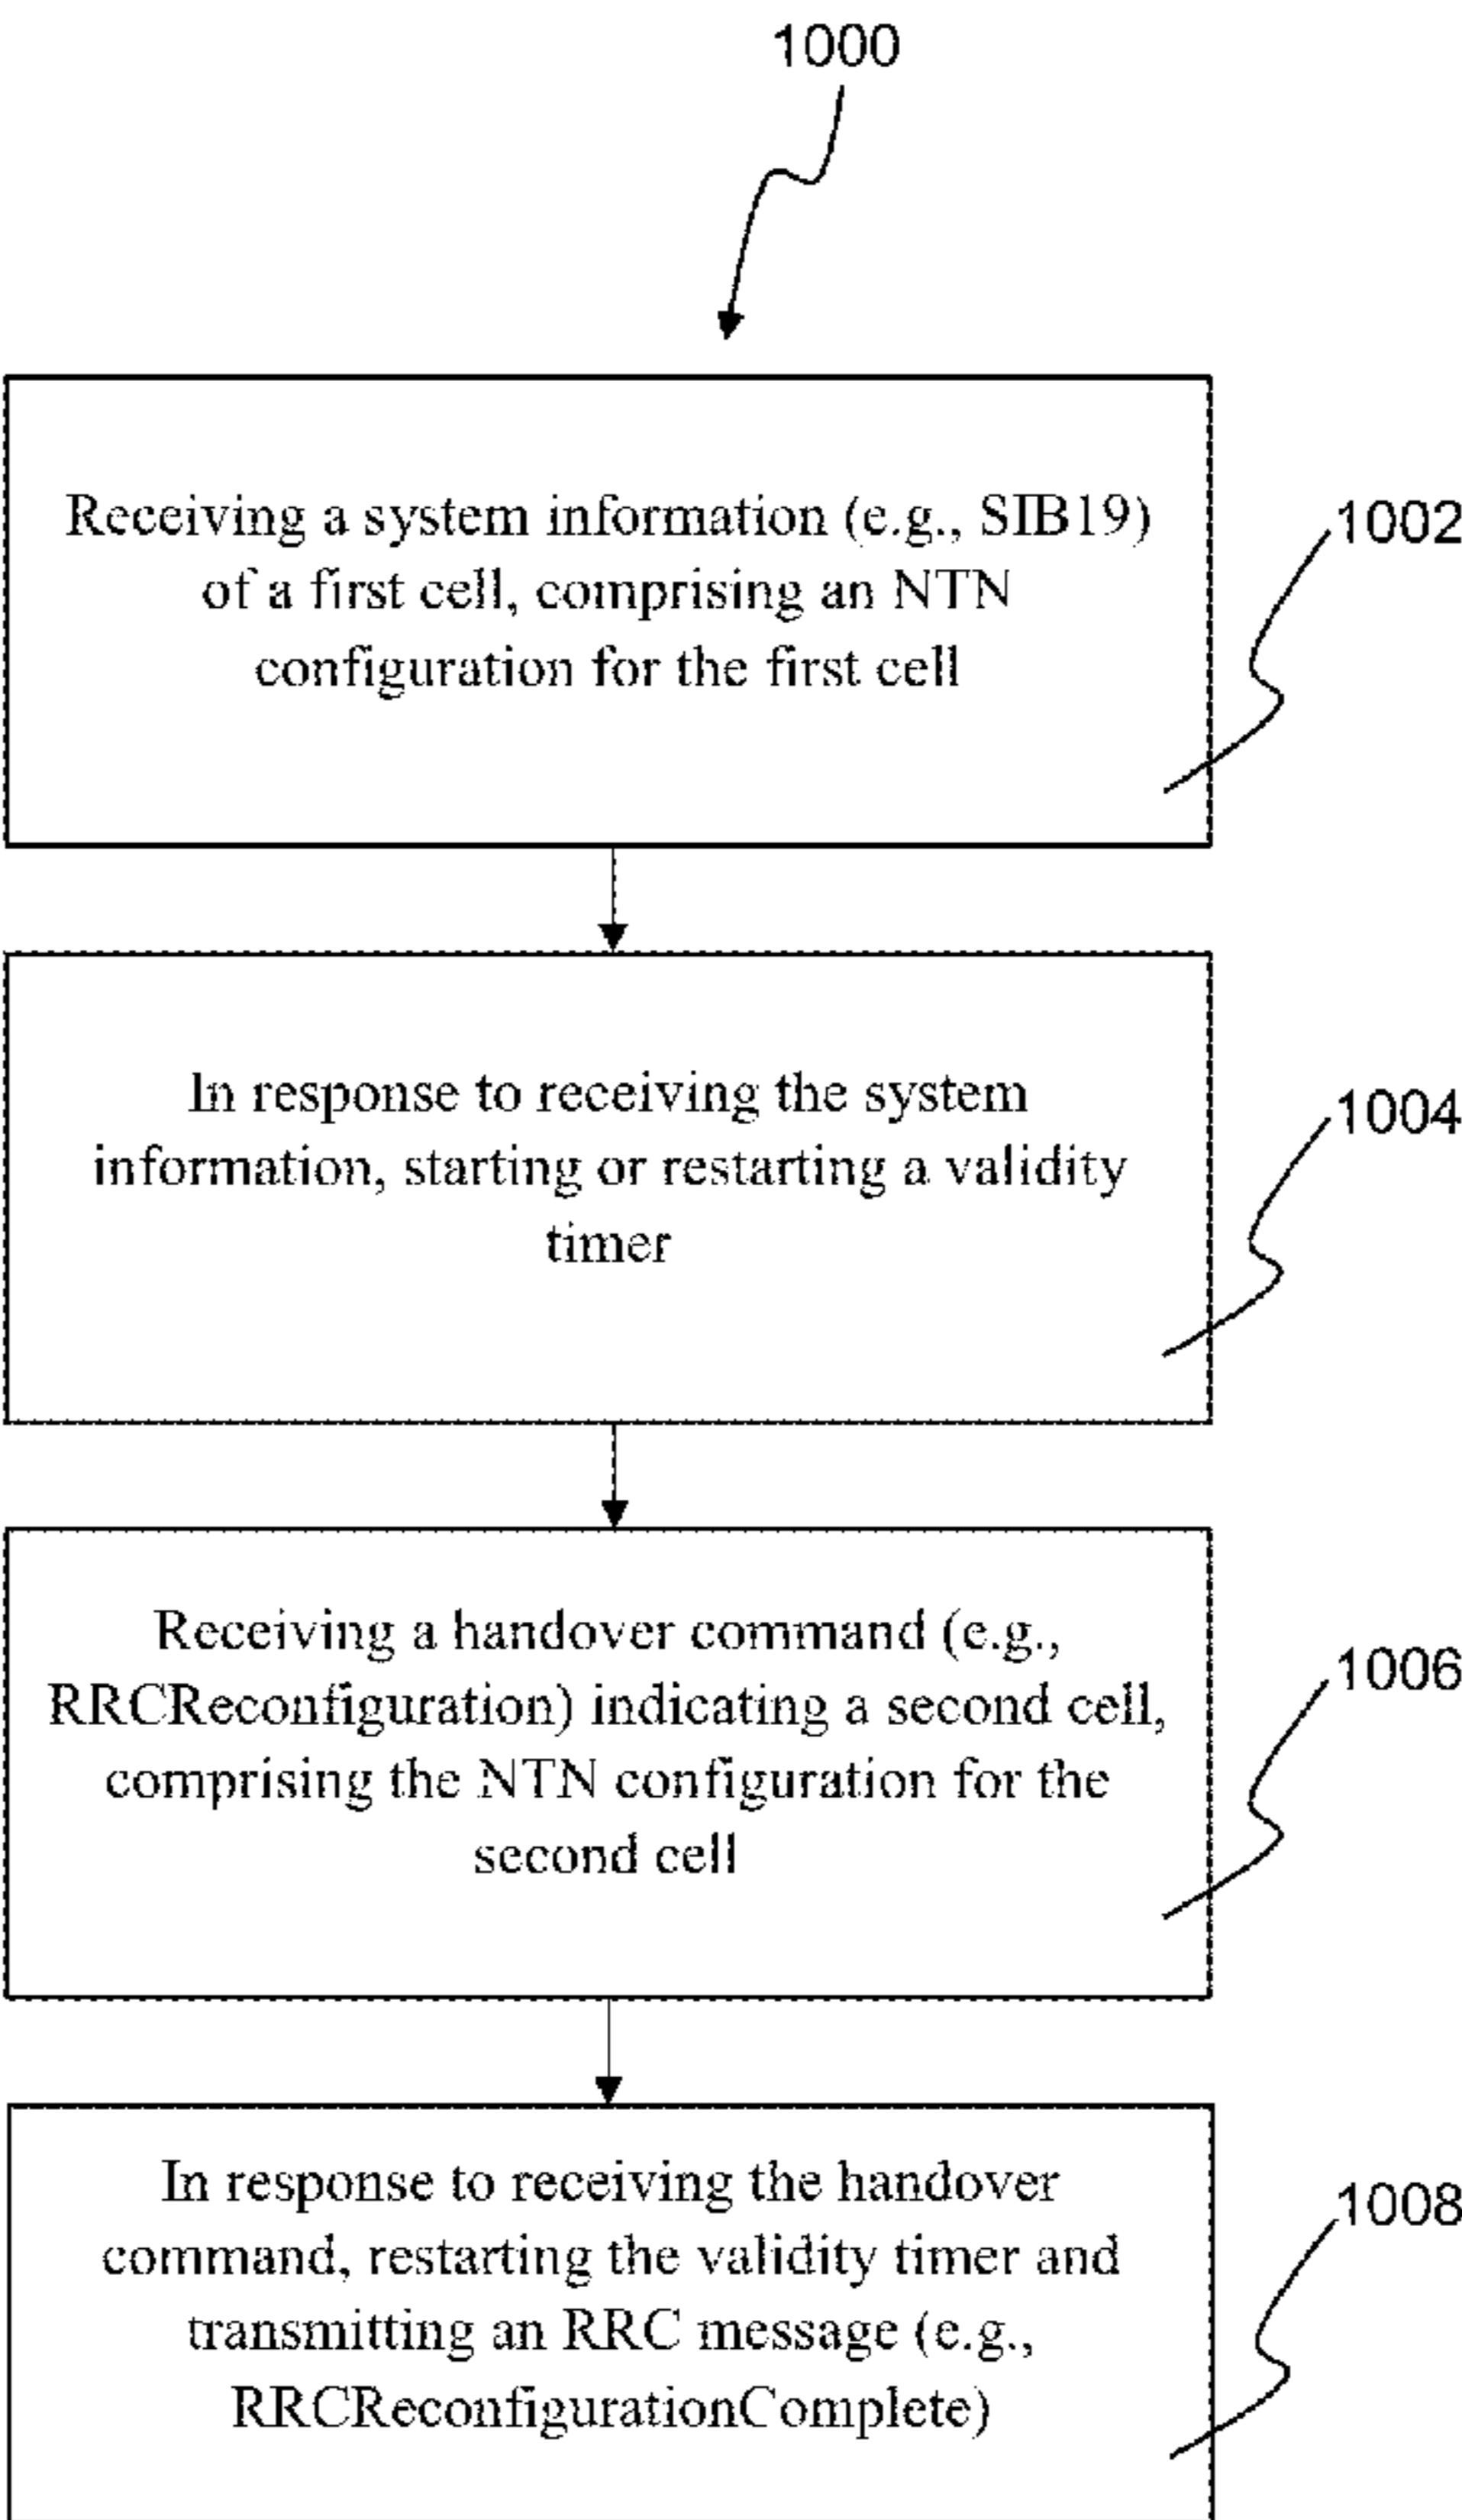 1000
Receiving a system information (e.g., SIB19)
of a first cell, comprising an NTN
configuration for the first cell
1002
In response to receiving the system
information, starting or restarting a validity
timer
1004
Receiving a handover command (e.g.,
RRCReconfiguration) indicating a second cell,
comprising the NTN configuration for the
second cell
1006
In response to receiving the handover
command, restarting the validity timer and
transmitting an RRC message (e.g.,
RRCReconfigurationComplete)
1008